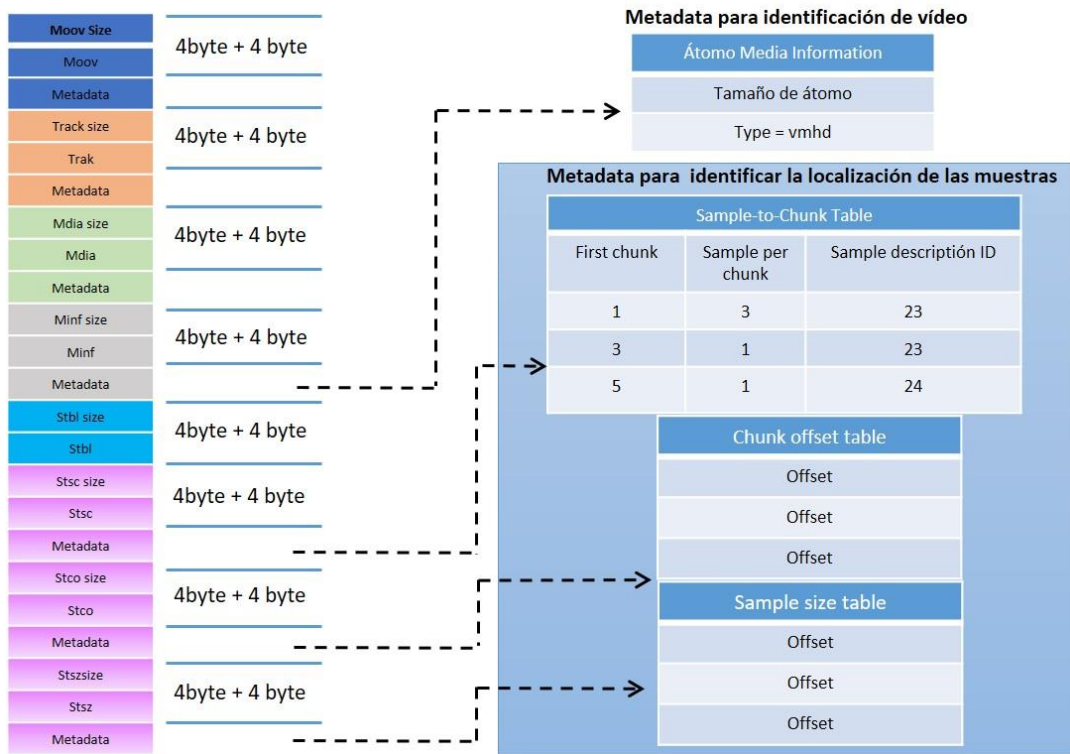 Moov Size
Moov
Metadata
Track size
Trak
Metadata
Mdia size
Mdia
Metadata
Minf size
Minf
Metadata
Stbl size
Stbl
Stsc size
Stsc
Metadata
Stco size
Stco
Metadata
Stszsize
Stsz
Metadata
4byte + 4 byte
4byte + 4 byte
4byte + 4 byte
4byte + 4 byte
4byte + 4 byte
4byte + 4 byte
4byte + 4 byte
4byte + 4 byte
Metadata para identificación de vídeo
Átomo Media Information
Tamaño de átomo
Type = vmhd
Metadata para identificar la localización de las muestras
Sample-to-Chunk Table
First chunk Sample per chunk Sample descriptión ID
1 3 23
3 1 23
5 1 24
Chunk offset table
Offset
Offset
Offset
Sample size table
Offset
Offset
Offset